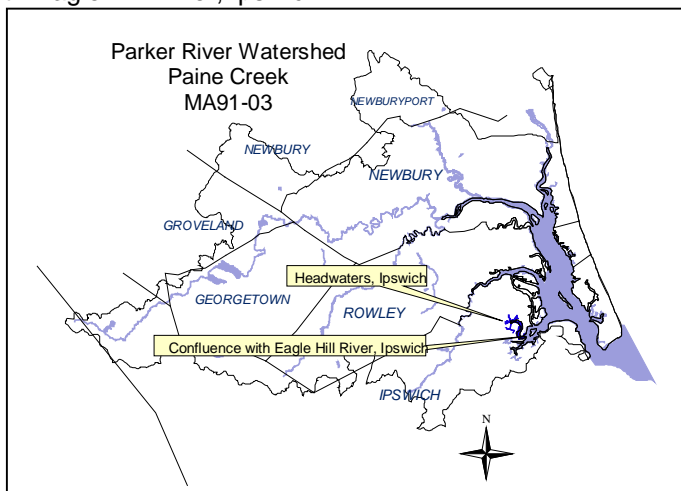 Parker River Watershed
Paine Creek
MA91-03
NEWBURYPORT
NEWBURY
NEWBURY
GROVELAND
Headwaters, Ipswich
GEORGETOWN
ROWLEY
Confluence with Eagle Hill River, Ipswich
IPSWICH
N